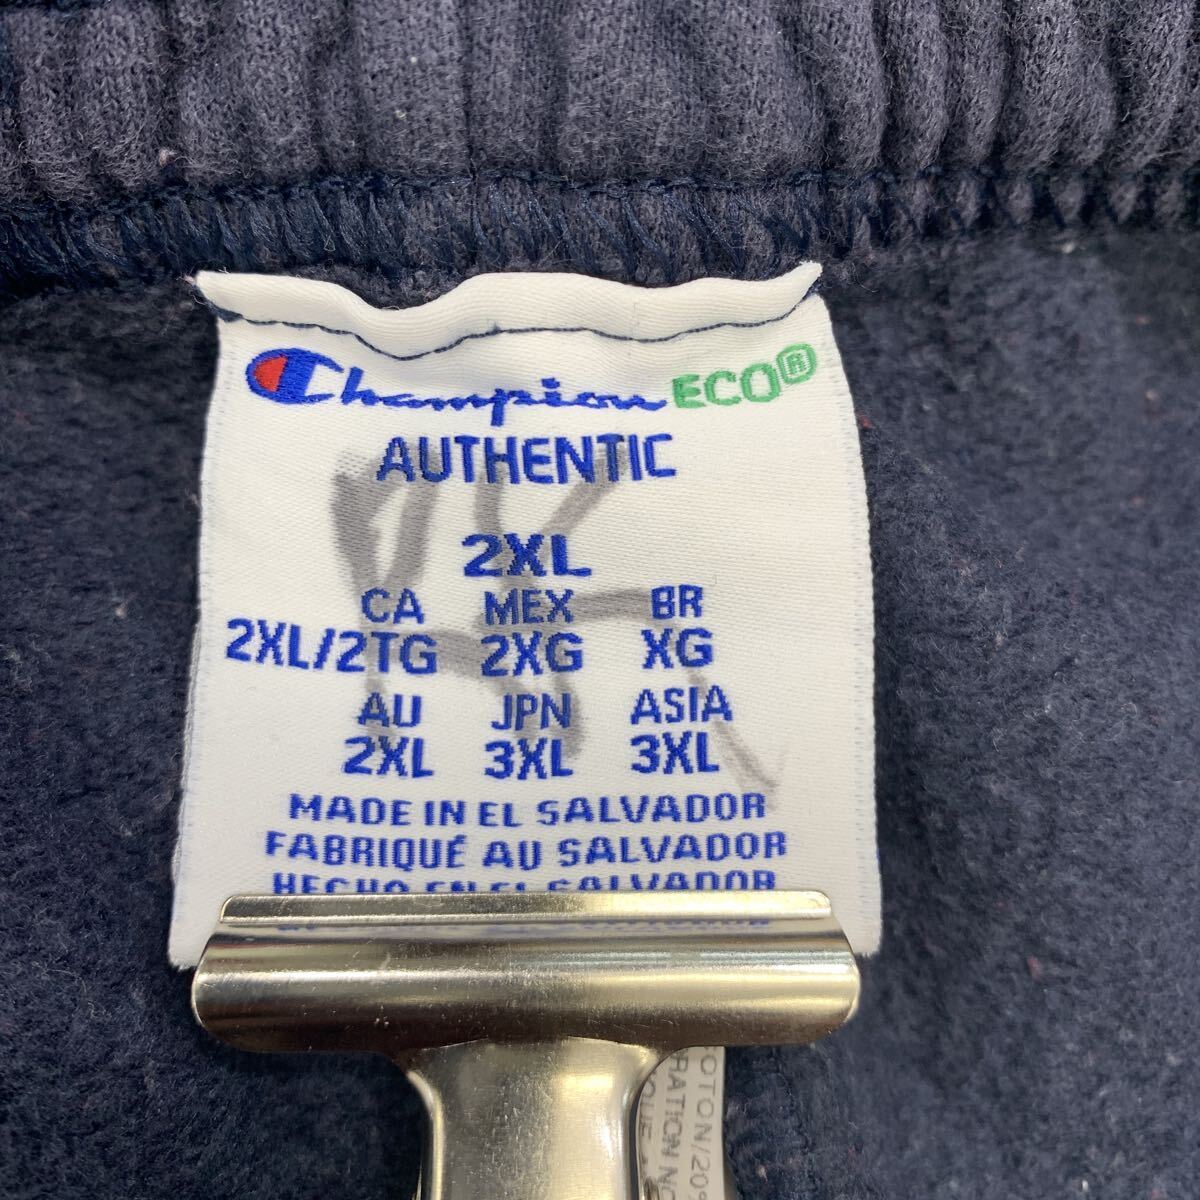 Champion ECO®
AUTHENTIC
2XL
CA MEX BR
2XL/2TG 2XG XG
AU JPN ASIA
2XL 3XL 3XL
MADE IN EL SALVADOR
FABRIQUÉ AU SALVADOR
HECHO EN EL SALVADOR